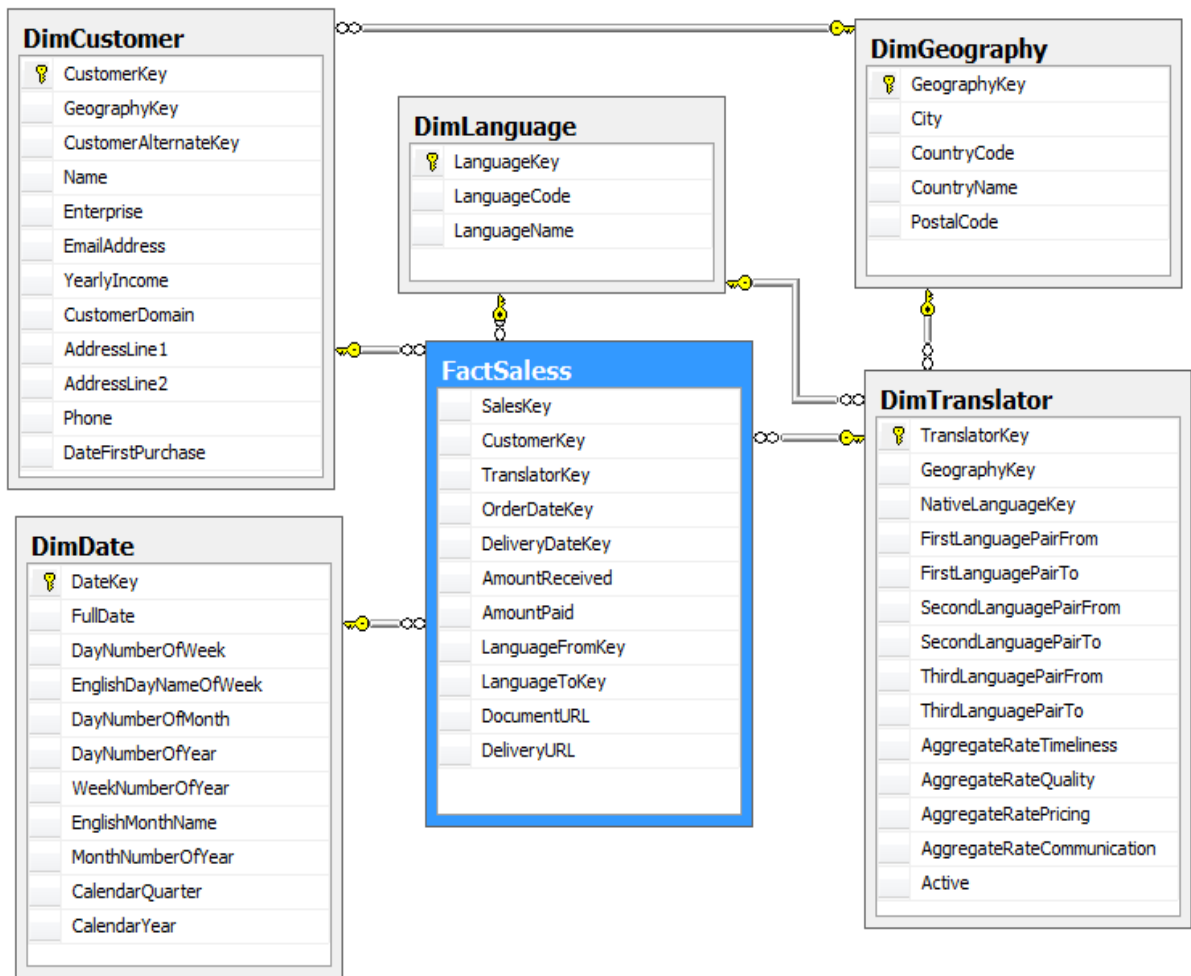 DimCustomer
CustomerKey
GeographyKey
CustomerAlternateKey
Name
Enterprise
EmailAddress
YearlyIncome
CustomerDomain
AddressLine1
AddressLine2
Phone
DateFirstPurchase
DimLanguage
LanguageKey
LanguageCode
LanguageName
DimGeography
GeographyKey
City
CountryCode
CountryName
PostalCode
FactSaless
SalesKey
CustomerKey
TranslatorKey
OrderDateKey
DeliveryDateKey
AmountReceived
AmountPaid
LanguageFromKey
LanguageToKey
DocumentURL
DeliveryURL
DimTranslator
TranslatorKey
GeographyKey
NativeLanguageKey
FirstLanguagePairFrom
FirstLanguagePairTo
SecondLanguagePairFrom
SecondLanguagePairTo
ThirdLanguagePairFrom
ThirdLanguagePairTo
AggregateRateTimeliness
AggregateRateQuality
AggregateRatePricing
AggregateRateCommunication
Active
DimDate
DateKey
FullDate
DayNumberOfWeek
EnglishDayNameOfWeek
DayNumberOfMonth
DayNumberOfYear
WeekNumberOfYear
EnglishMonthName
MonthNumberOfYear
CalendarQuarter
CalendarYear